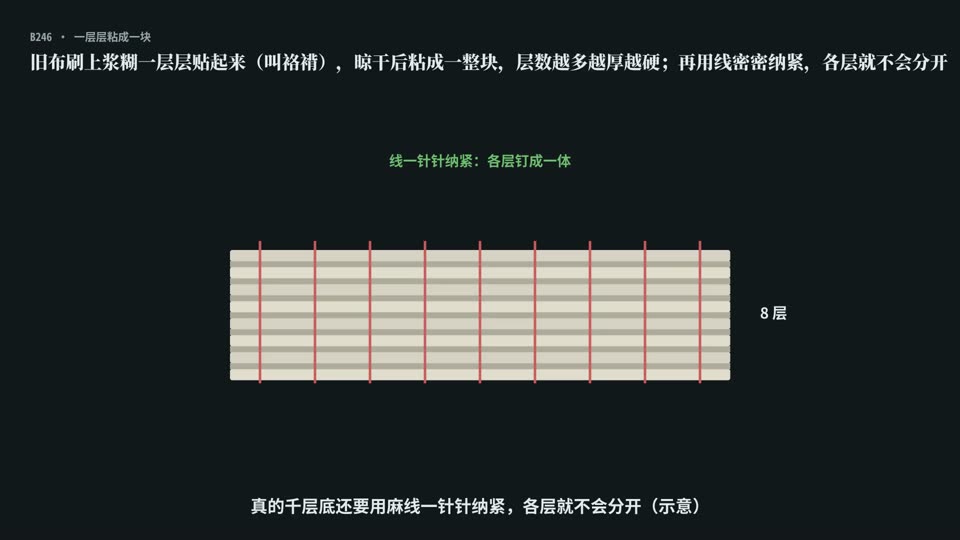 B246 · 一层层粘成一块
旧布刷上浆糊一层层贴起来（叫袼褙），晾干后粘成一整块，层数越多越厚越硬；再用线密密纳紧，各层就不会分开
线一针针纳紧：各层钉成一体
8 层
真的千层底还要用麻线一针针纳紧，各层就不会分开（示意）